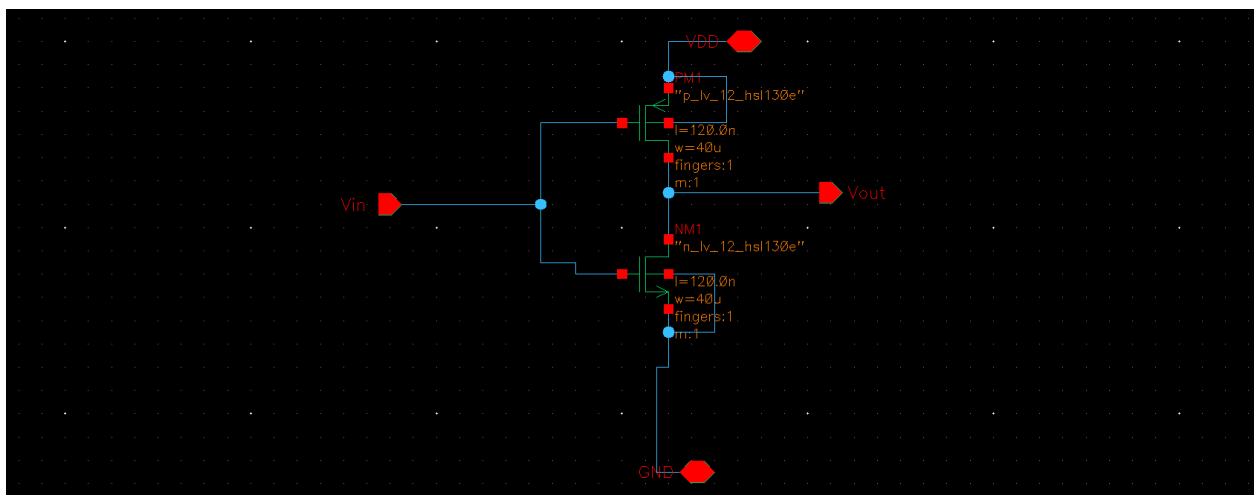 VDD
PM1
"p_lv_12_hsl130e"
l=120.0n
w=40u
fingers:1
m:1
Vin
Vout
NM1
"n_lv_12_hsl130e"
l=120.0n
w=40u
fingers:1
m:1
GND